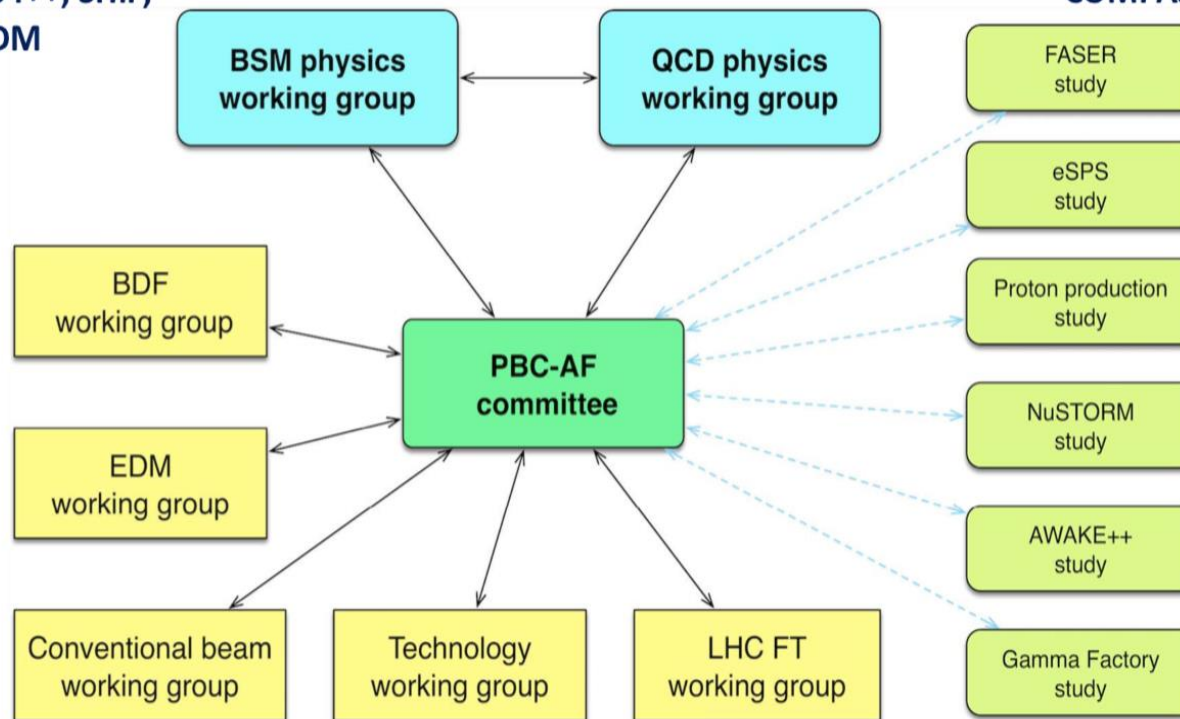 DM
BSM physics
working group
QCD physics
working group
FASER
study
eSPS
study
BDF
working group
Proton production
study
PBC-AF
committee
NuSTORM
study
EDM
working group
AWAKE++
study
Conventional beam
working group
Technology
working group
LHC FT
working group
Gamma Factory
study